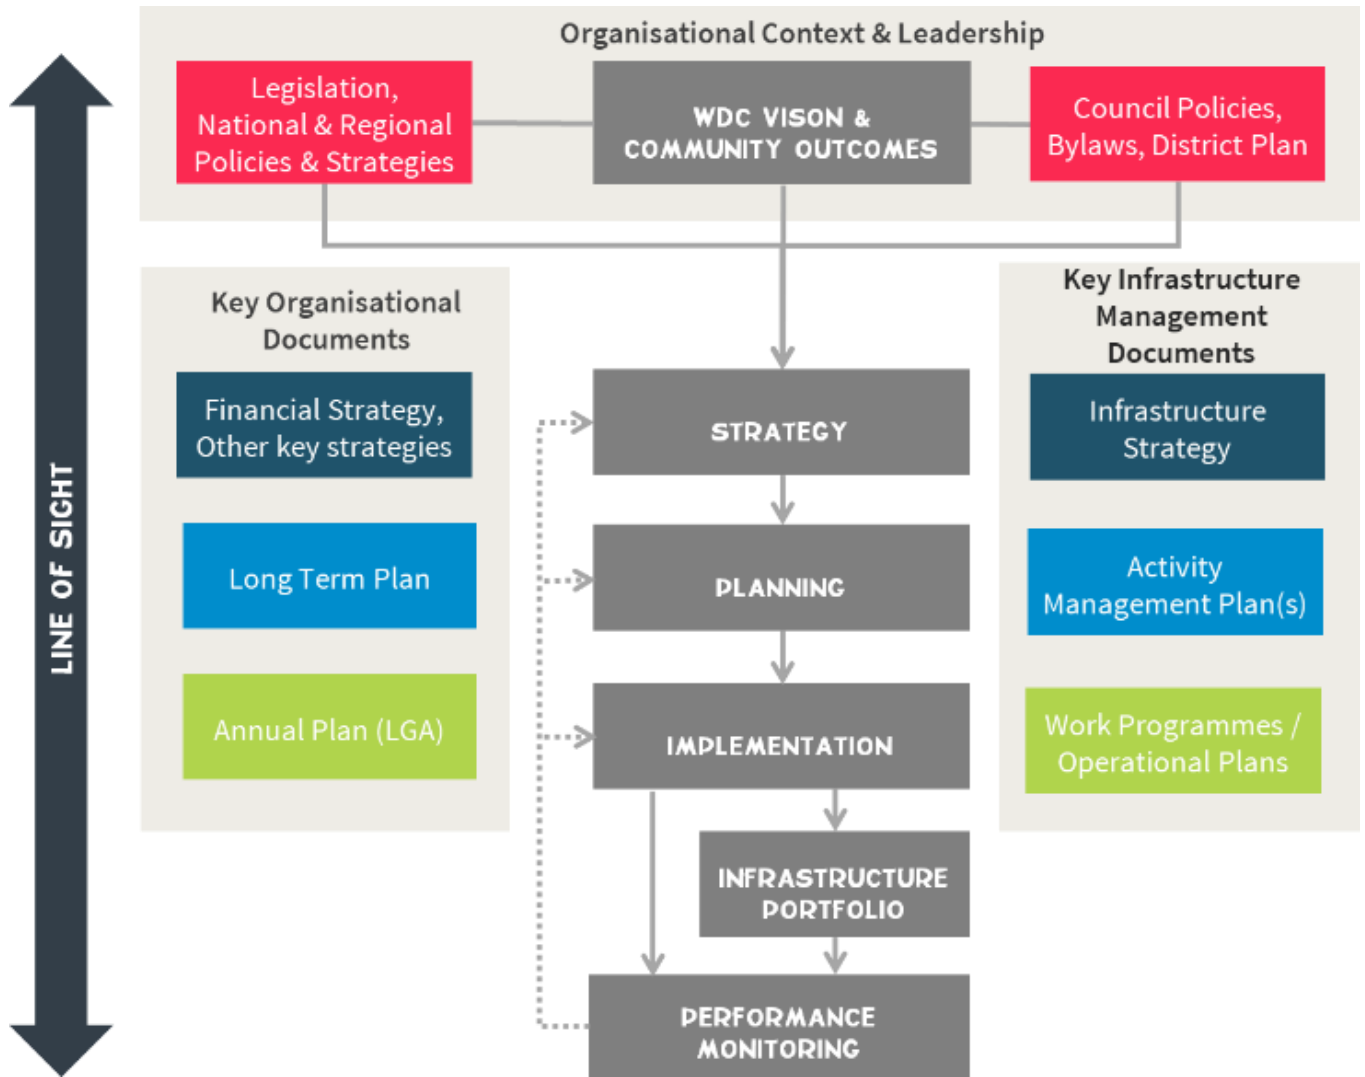 Organisational Context & Leadership
Legislation,
National & Regional
Policies & Strategies
WDC VISON &
COMMUNITY OUTCOMES
Council Policies,
Bylaws, District Plan
LINE OF SIGHT
Key Organisational
Documents
Financial Strategy,
Other key strategies
Long Term Plan
Annual Plan (LGA)
STRATEGY
PLANNING
IMPLEMENTATION
INFRASTRUCTURE
PORTFOLIO
PERFORMANCE
MONITORING
Key Infrastructure
Management
Documents
Infrastructure
Strategy
Activity
Management Plan(s)
Work Programmes /
Operational Plans